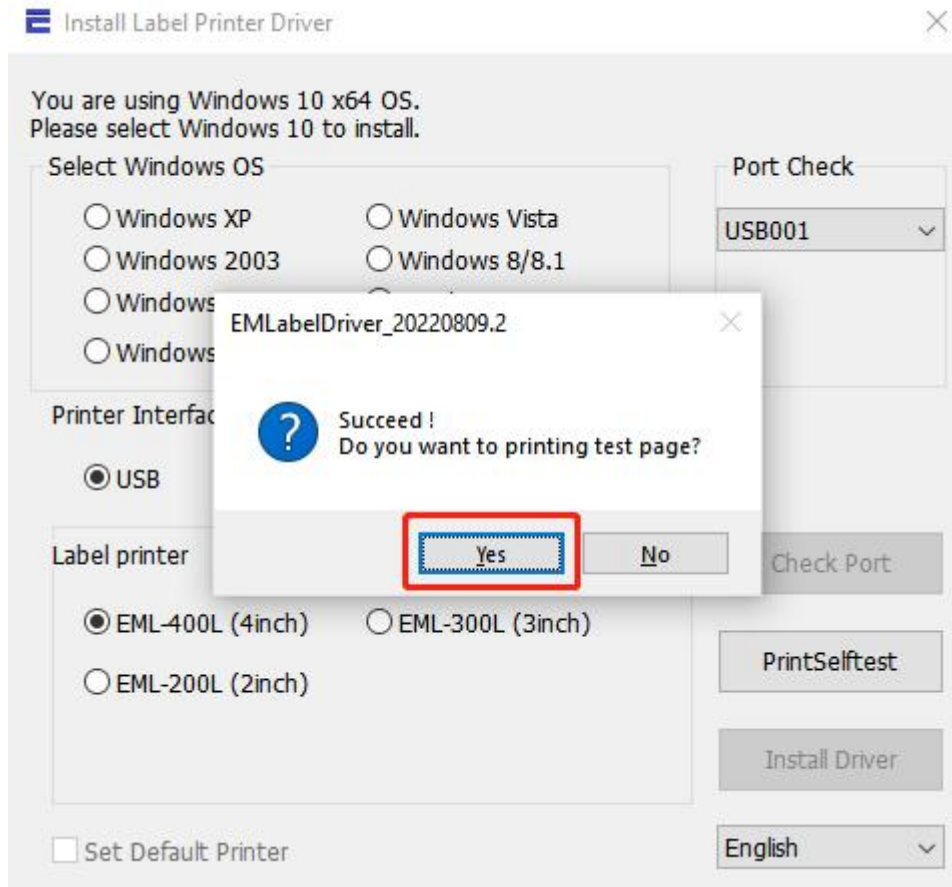 Install Label Printer Driver
You are using Windows 10 x64 OS.
Please select Windows 10 to install.
Select Windows OS
Port Check
Windows XP
Windows Vista
USB001
Windows 2003
Windows 8/8.1
Windows
Windows
EMLabelDriver_20220809.2
Succeed !
Do you want to printing test page?
Yes
No
Printer
USB
Label printer
Check Port
EML-400L (4inch)
EML-300L (3inch)
PrintSelftest
EML-200L (2inch)
Install Driver
Set Default Printer
English